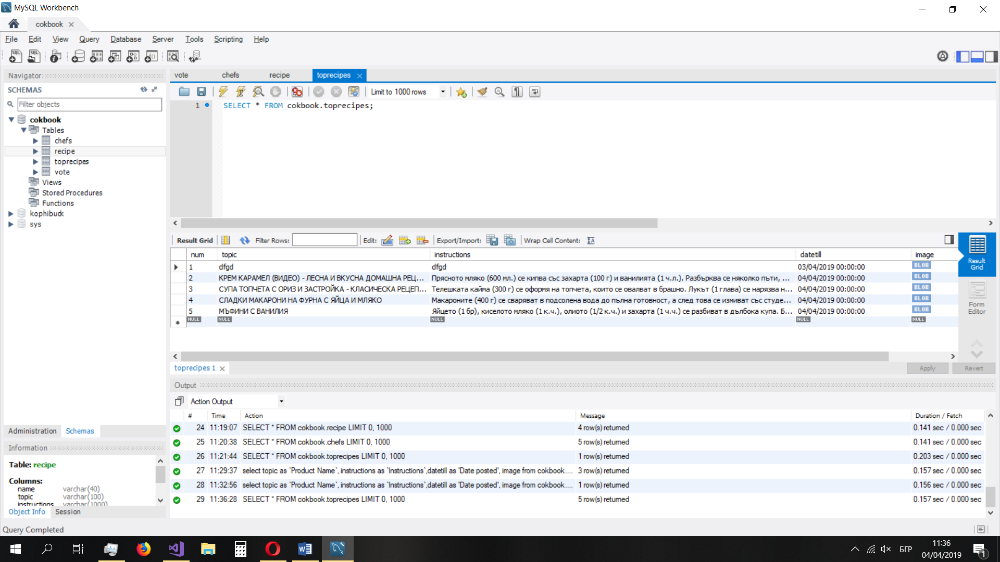 MySQL Workbench
cokbook
File Edit View Query Database Server Tools Scripting Help
Navigator
SCHEMAS
Filter objects
cokbook
Tables
chefs
recipe
toprecipes
vote
Views
Stored Procedures
Functions
kophibuck
sys
Administration Schemas
Information
Table: recipe
Columns:
name varchar(40)
topic varchar(100)
instructions varchar(1000)
Object Info Session
vote chefs recipe toprecipes
Limit to 1000 rows
1 SELECT * FROM cokbook.toprecipes;
Result Grid Filter Rows: Edit: Export/Import: Wrap Cell Content:
num topic instructions datetill image
1 dfgd dfgd 03/04/2019 00:00:00 BLOB
2 КРЕМ КАРАМЕЛ (ВИДЕО) - ЛЕСНА И ВКУСНА ДОМАШНА РЕЦ... Прясното мляко (600 мл.) се кипва със захарта (100 г) и ванилията (1 ч.л.). Разбърква се няколко пъти, ... 04/04/2019 00:00:00 BLOB
3 СУПА ТОПЧЕТА С ОРИЗ И ЗАСТРОЙКА - КЛАСИЧЕСКА РЕЦЕП... Телешката кайма (300 г) се оформя на топчета, които се овалват в брашно. Лукът (1 глава) се нарязва н... 04/04/2019 00:00:00 BLOB
4 СЛАДКИ МАКАРОНИ НА ФУРНА С ЯЙЦА И МЛЯКО Макароните (400 г) се сваряват в подсолена вода до пълна готовност, а след това се измиват със студе... 04/04/2019 00:00:00 BLOB
5 МЪФИНИ С ВАНИЛИЯ Яйцето (1 бр), киселото мляко (1 к.ч.), олиото (1/2 к.ч.) и захарта (1 ч.ч.) се разбиват в дълбока купа. Б... 04/04/2019 00:00:00 BLOB
NULL NULL NULL NULL NULL
Result
Grid
Form
Editor
toprecipes 1
Apply Revert
Output
Action Output
# Time Action Message Duration / Fetch
24 11:19:07 SELECT * FROM cokbook.recipe LIMIT 0, 1000 4 row(s) returned 0.141 sec / 0.000 sec
25 11:20:38 SELECT * FROM cokbook.chefs LIMIT 0, 1000 5 row(s) returned 0.141 sec / 0.000 sec
26 11:21:44 SELECT * FROM cokbook.toprecipes LIMIT 0, 1000 1 row(s) returned 0.203 sec / 0.000 sec
27 11:29:37 select topic as `Product Name`, instructions as `Instructions`,datetill as 'Date posted', image from cokbook.... 3 row(s) returned 0.157 sec / 0.000 sec
28 11:32:56 select topic as `Product Name`, instructions as `Instructions`,datetill as 'Date posted', image from cokbook.... 1 row(s) returned 0.156 sec / 0.000 sec
29 11:36:28 SELECT * FROM cokbook.toprecipes LIMIT 0, 1000 5 row(s) returned 0.157 sec / 0.000 sec
Query Completed
БГР
11:36
04/04/2019
1